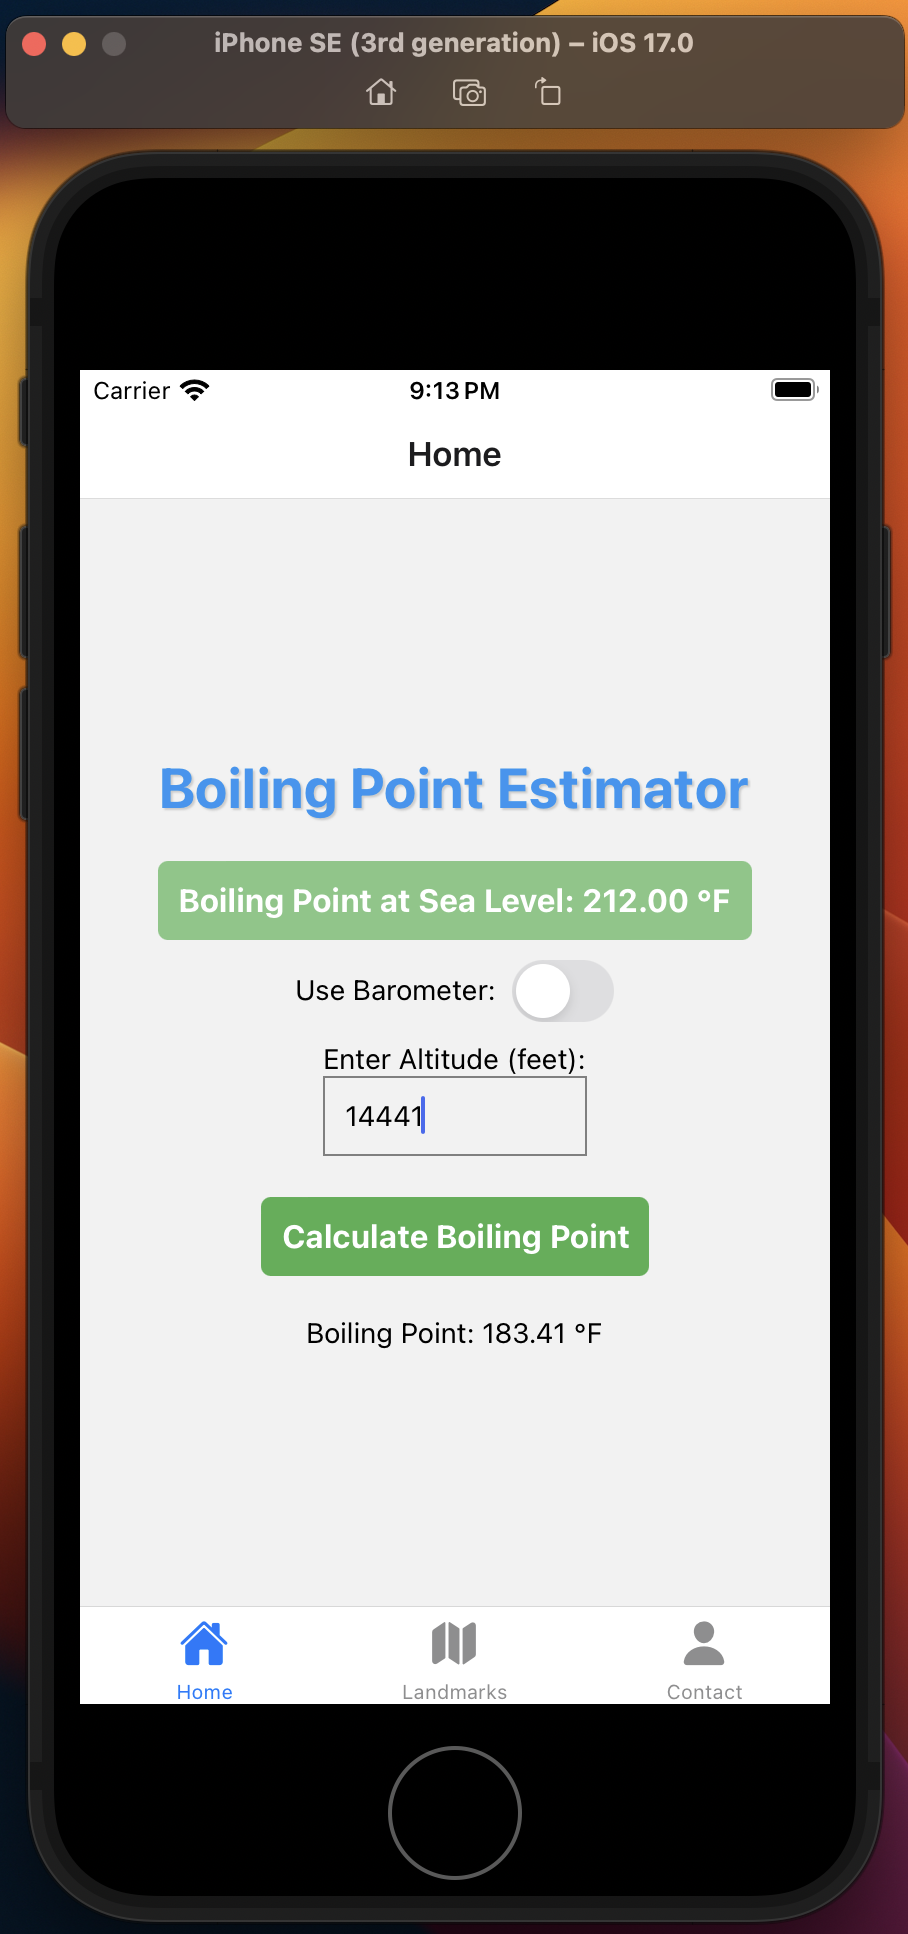 iPhone SE (3rd generation) – iOS 17.0
Carrier 9:13 PM
Home
Boiling Point Estimator
Boiling Point at Sea Level: 212.00 °F
Use Barometer:
Enter Altitude (feet):
14441
Calculate Boiling Point
Boiling Point: 183.41 °F
Home Landmarks Contact